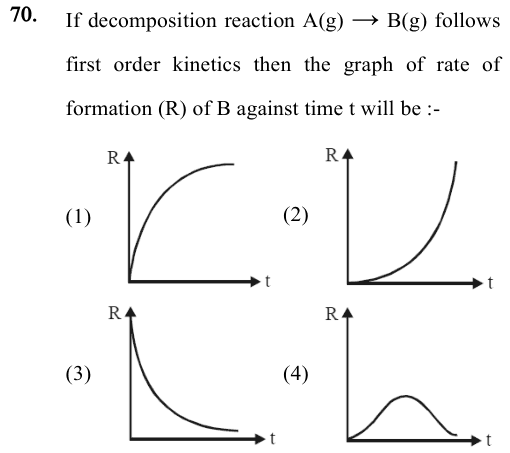 70. If decomposition reaction A(g) ⟶ B(g) follows
first order kinetics then the graph of rate of
formation (R) of B against time t will be :-
R R
(1) (2)
t t
R R
(3) (4)
t t